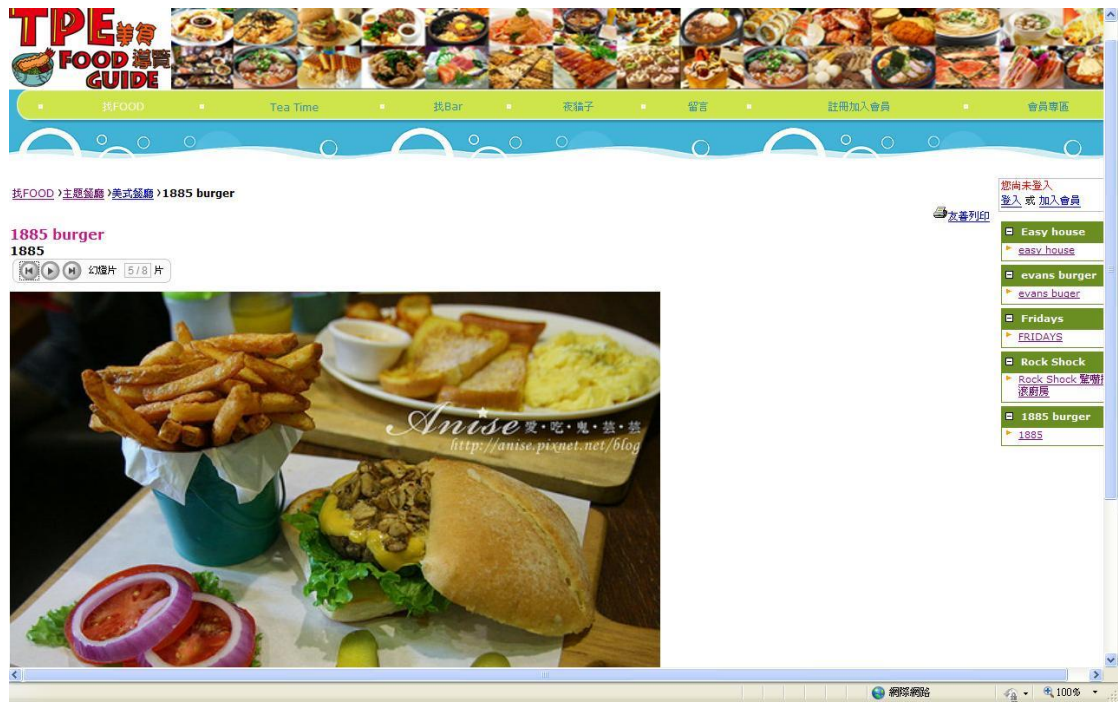 TPE美食
FOOD 導覽
GUIDE
找FOOD
Tea Time
找Bar
夜貓子
留言
註冊加入會員
會員專區
找FOOD 〉主題餐廳 〉美式餐廳 〉1885 burger
友善列印
1885 burger
1885
幻燈片 5/8 片
Anise 愛·吃·鬼·芸·芸
http://anise.pixnet.net/blog
您尚未登入
登入 或 加入會員
Easy house
easy house
evans burger
evans buger
Fridays
FRIDAYS
Rock Shock
Rock Shock 驚嚇
滾廚房
1885 burger
1885
網際網路
100%